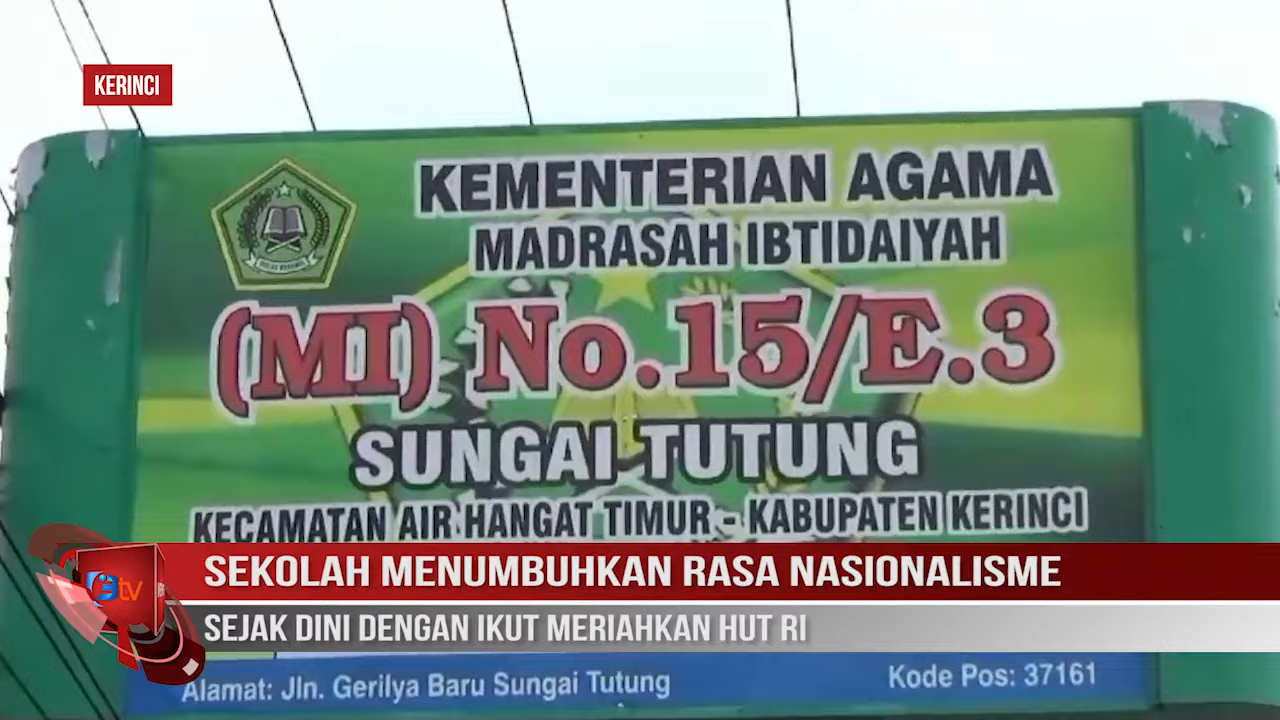 KERINCI
KEMENTERIAN AGAMA
MADRASAH IBTIDAIYAH
(MI) No.15/E.3
SUNGAI TUTUNG
KECAMATAN AIR HANGAT TIMUR - KABUPATEN KERINCI
SEKOLAH MENUMBUHKAN RASA NASIONALISME
SEJAK DINI DENGAN IKUT MERIAHKAN HUT RI
Alamat: Jln. Gerilya Baru Sungai Tutung
Kode Pos: 37161